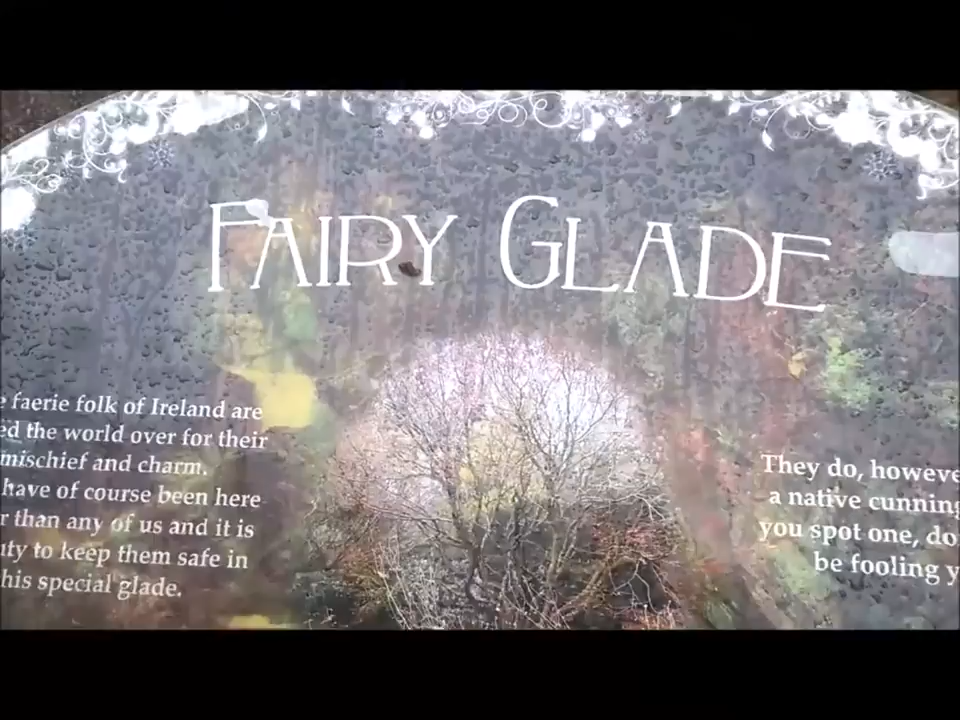 FAIRY GLADE
faerie folk of Ireland are
the world over for their
mischief and charm.
have of course been here
than any of us and it is
to keep them safe in
this special glade.
They do, however
a native cunning
you spot one,
be fooling